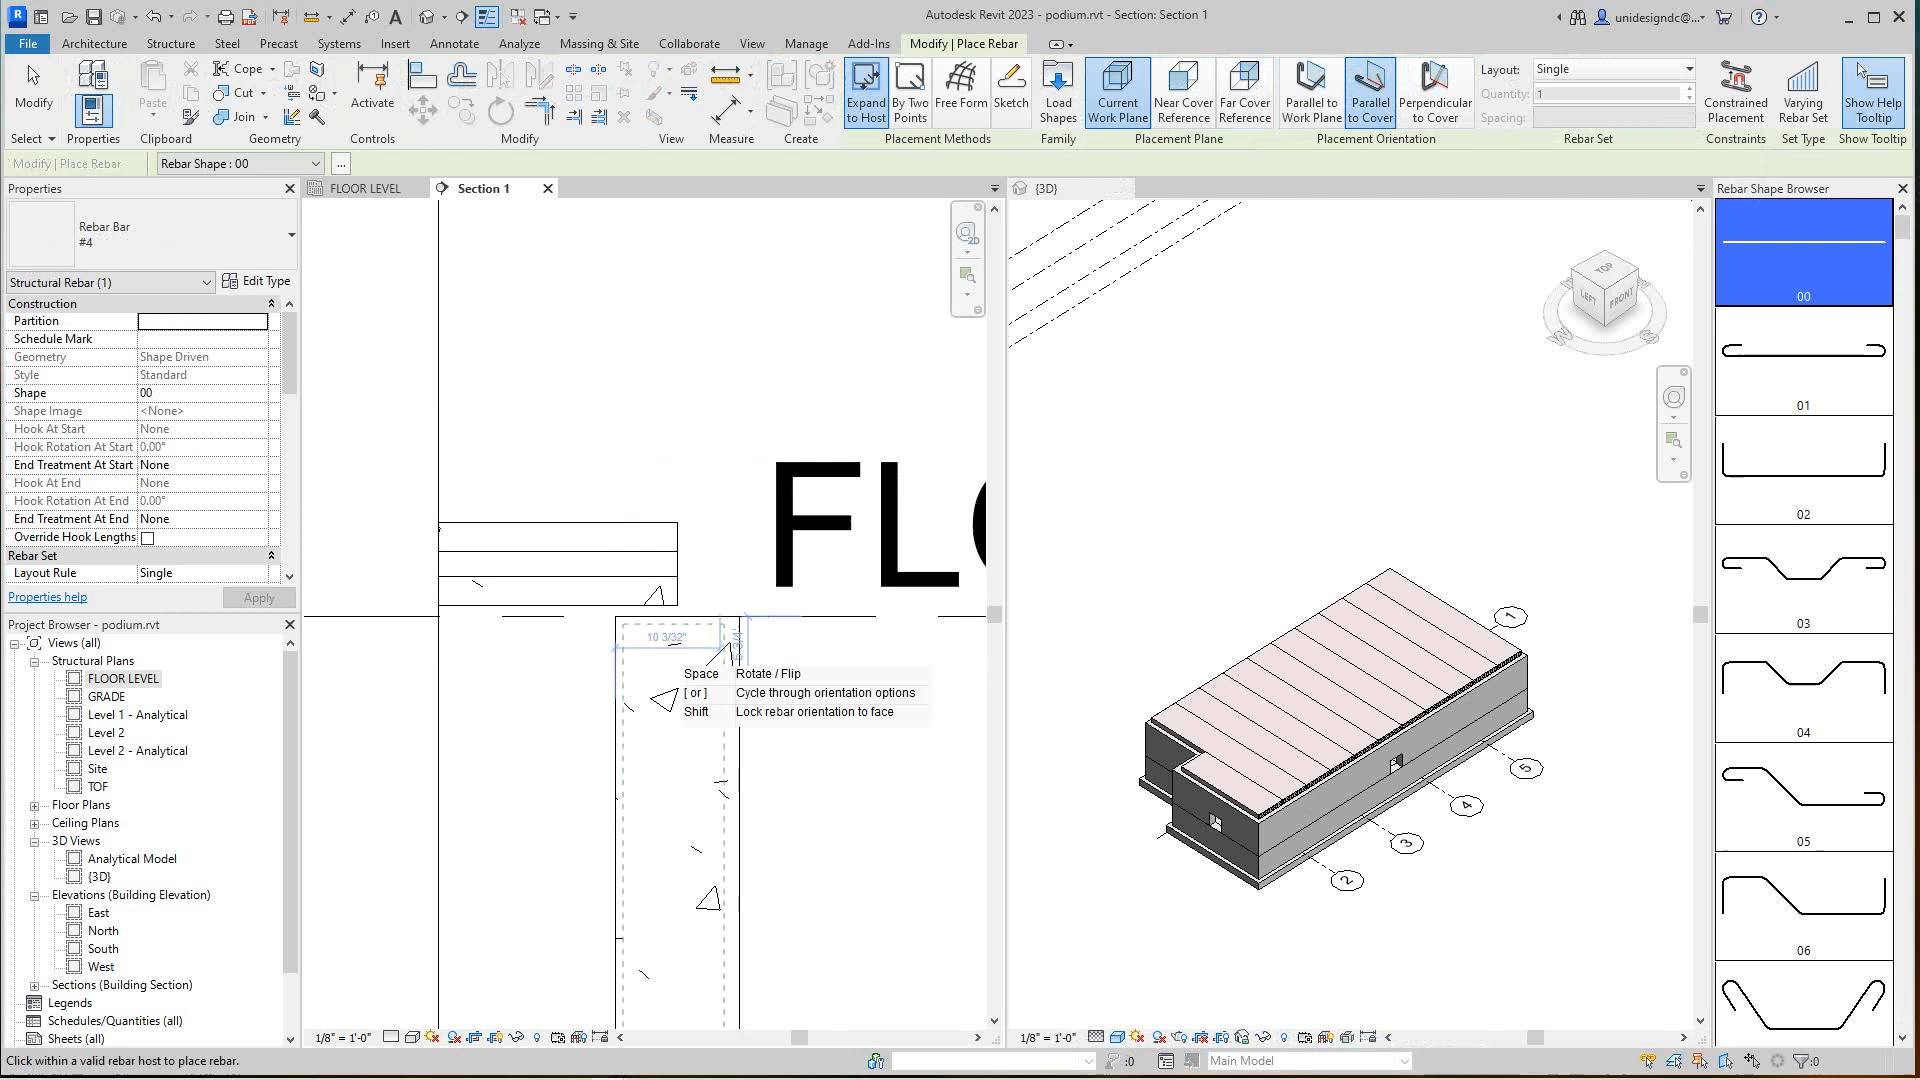 Autodesk Revit 2023 - podium.rvt - Section: Section 1
unidesigndc@...
File Architecture Structure Steel Precast Systems Insert Annotate Analyze Massing & Site Collaborate View Manage Add-Ins Modify | Place Rebar
Modify
Paste
Cope
Cut
Join
Activate
Expand to Host
By Two Points
Free Form
Sketch
Load Shapes
Current Work Plane
Near Cover Reference
Far Cover Reference
Parallel to Work Plane
Parallel to Cover
Perpendicular to Cover
Layout: Single
Quantity: 1
Spacing:
Constrained Placement
Varying Rebar Set
Show Help Tooltip
Select Properties Clipboard Geometry Controls Modify View Measure Create Placement Methods Family Placement Plane Placement Orientation Rebar Set Constraints Set Type Show Tooltip
Modify | Place Rebar Rebar Shape : 00 ...
Properties
Rebar Bar
#4
Structural Rebar (1) Edit Type
Construction
Partition
Schedule Mark
Geometry Shape Driven
Style Standard
Shape 00
Shape Image <None>
Hook At Start None
Hook Rotation At Start 0.00°
End Treatment At Start None
Hook At End None
Hook Rotation At End 0.00°
End Treatment At End None
Override Hook Lengths
Rebar Set
Layout Rule Single
Properties help Apply
Project Browser - podium.rvt
Views (all)
Structural Plans
FLOOR LEVEL
GRADE
Level 1 - Analytical
Level 2
Level 2 - Analytical
Site
TOF
Floor Plans
Ceiling Plans
3D Views
Analytical Model
{3D}
Elevations (Building Elevation)
East
North
South
West
Sections (Building Section)
Legends
Schedules/Quantities (all)
Sheets (all)
FLOOR LEVEL Section 1
2D
FLO
10 3/32"
Space Rotate / Flip
[ or ] Cycle through orientation options
Shift Lock rebar orientation to face
1/8" = 1'-0"
{3D}
TOP
LEFT
FRONT
W
S
1
5
4
3
2
1/8" = 1'-0"
Rebar Shape Browser
00
01
02
03
04
05
06
Click within a valid rebar host to place rebar.
:0
Main Model
:0